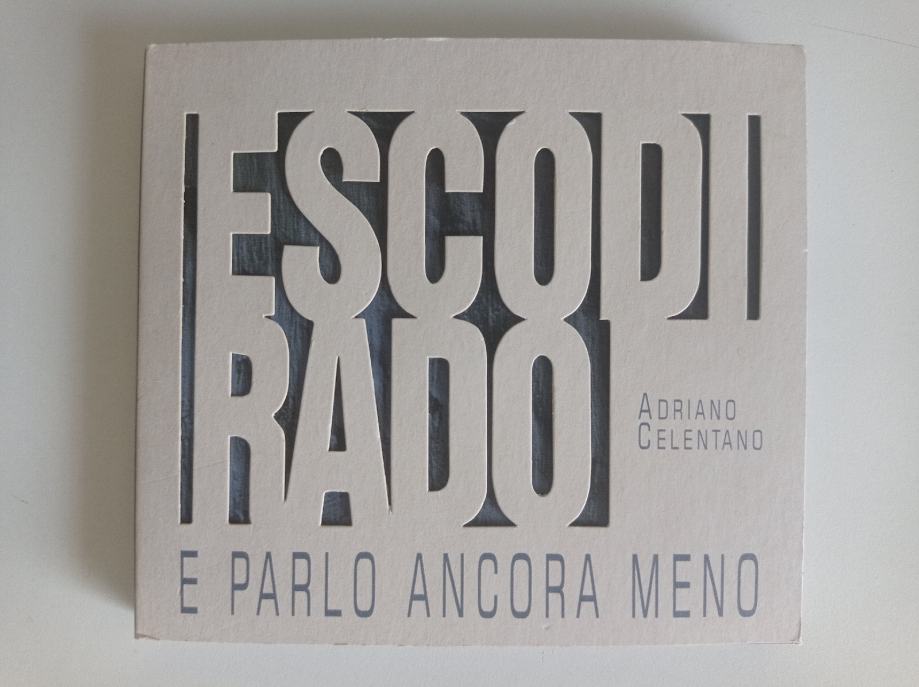 ESCO DI
RADO
ADRIANO
CELENTANO
E PARLO ANCORA MENO